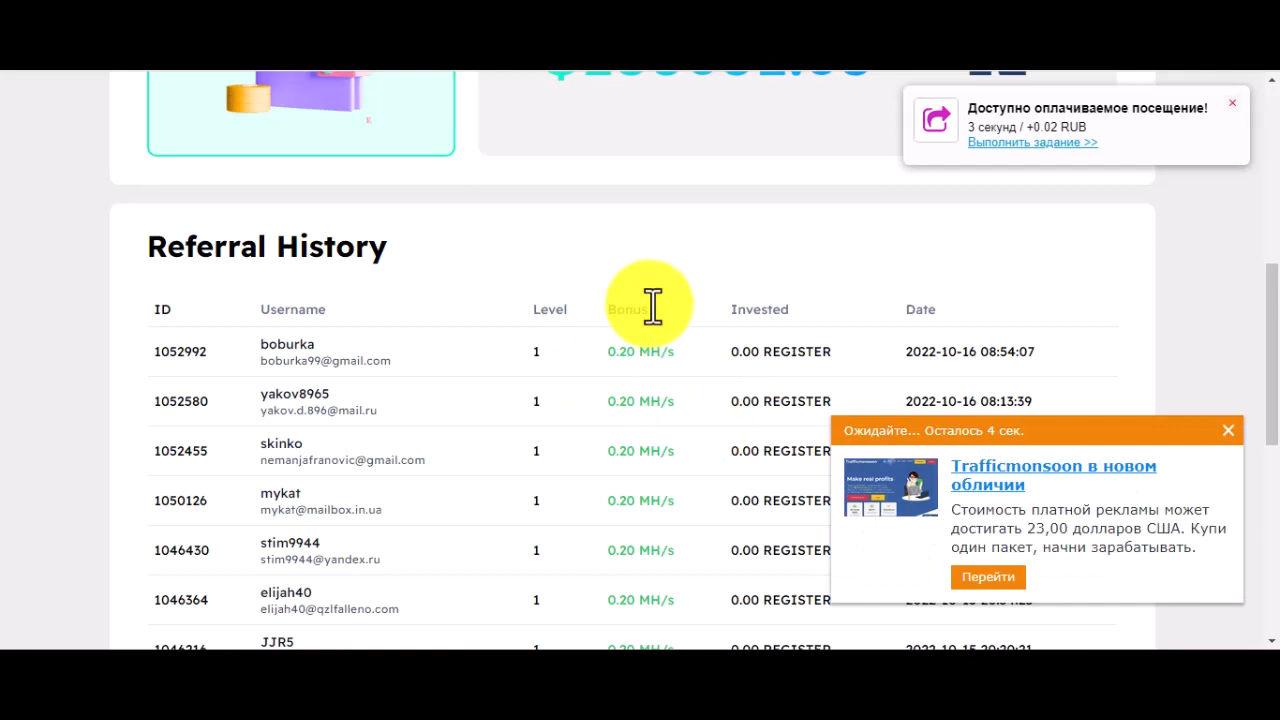 Доступно оплачиваемое посещение!
3 секунд / +0.02 RUB
Выполнить задание >>
Referral History
ID Username Level Bonus Invested Date
1052992 boburka 1 0.20 MH/s 0.00 REGISTER 2022-10-16 08:54:07
boburka99@gmail.com
1052580 yakov8965 1 0.20 MH/s 0.00 REGISTER 2022-10-16 08:13:39
yakov.d.896@mail.ru
1052455 skinko 1 0.20 MH/s 0.00 REGISTER
nemanjafranovic@gmail.com
1050126 mykat 1 0.20 MH/s 0.00 REGISTER
mykat@mailbox.in.ua
1046430 stim9944 1 0.20 MH/s 0.00 REGISTER
stim9944@yandex.ru
1046364 elijah40 1 0.20 MH/s 0.00 REGISTER
elijah40@qzlfalleno.com
JJR5
Ожидайте... Осталось 4 сек.
Trafficmonsoon
Make real profits
Trafficmonsoon в новом
обличии
Стоимость платной рекламы может
достигать 23,00 долларов США. Купи
один пакет, начни зарабатывать.
Перейти